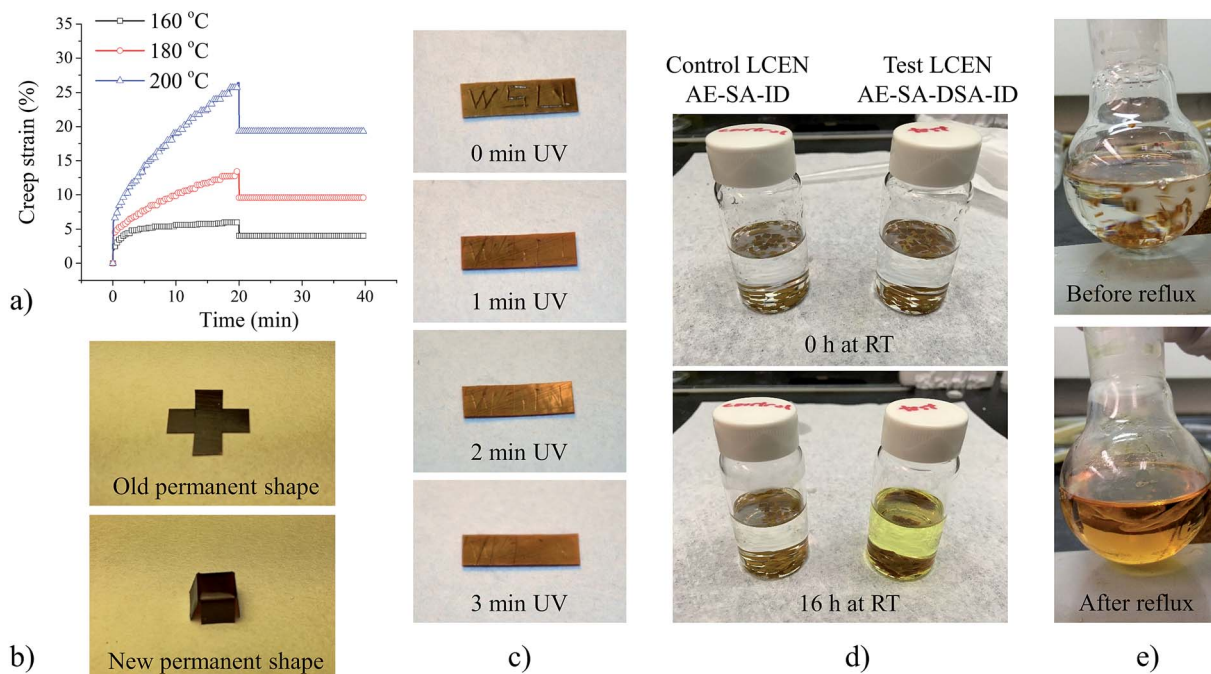 35
30
25
20
15
10
5
0
Creep strain (%)
160 °C
180 °C
200 °C
0 10 20 30 40
Time (min)
a)
Old permanent shape
New permanent shape
b)
WSU
0 min UV
1 min UV
2 min UV
3 min UV
c)
Control LCEN
AE-SA-ID
Test LCEN
AE-SA-DSA-ID
control
0 h at RT
control
16 h at RT
d)
Before reflux
After reflux
e)